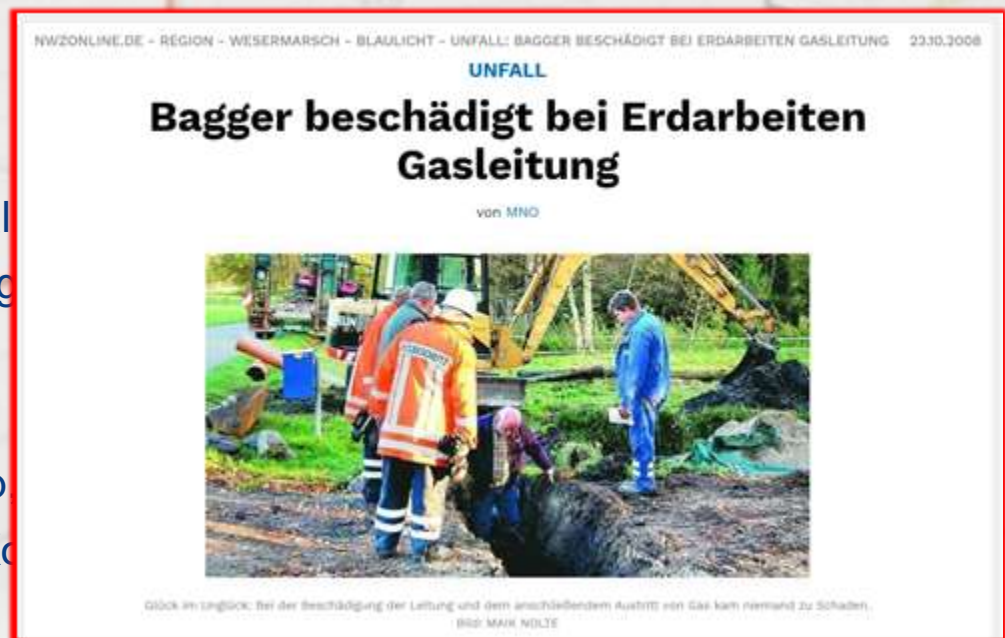 NWZONLINE.DE - REGION - WESERMARSCH - BLAULICHT - UNFALL: BAGGER BESCHÄDIGT BEI ERDARBEITEN GASLEITUNG 23.10.2008
UNFALL
Bagger beschädigt bei Erdarbeiten
Gasleitung
von MNO
Glück im Unglück: Bei der Beschädigung der Leitung und dem anschließendem Austritt von Gas kam niemand zu Schaden.
Bild: MAIK NOLTE